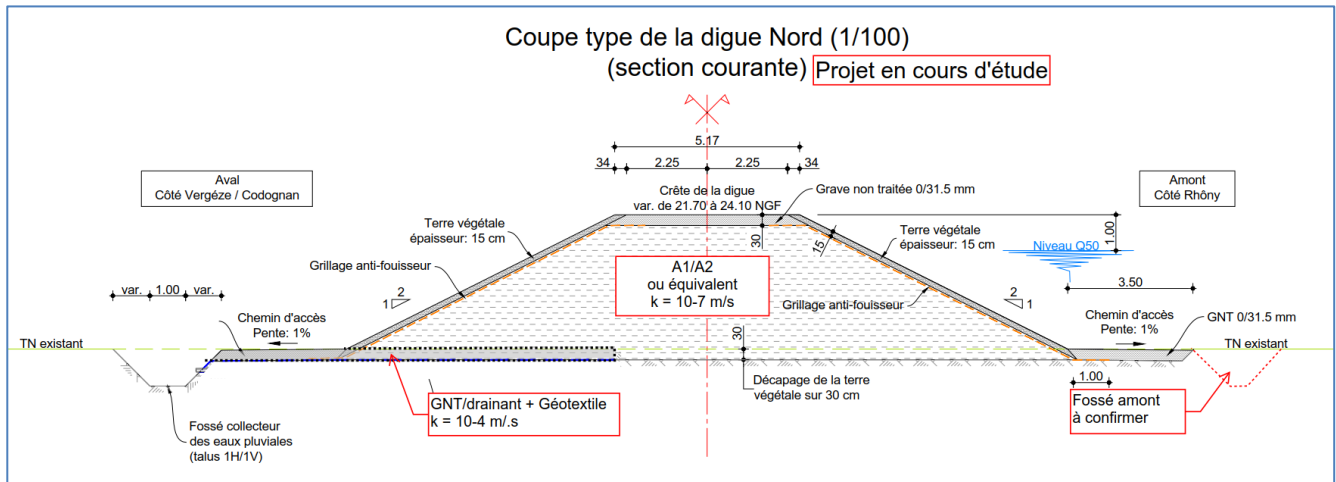 Coupe type de la digue Nord (1/100)
(section courante)
Projet en cours d'étude
5.17
34
2.25
2.25
34
Aval
Côté Vergéze / Codognan
Amont
Côté Rhôny
Crête de la digue
var. de 21.70 à 24.10 NGF
Grave non traitée 0/31.5 mm
Terre végétale
épaisseur: 15 cm
30
15
Terre végétale
épaisseur: 15 cm
1.00
Niveau Q50
Grillage anti-fouisseur
A1/A2
ou équivalent
k = 10-7 m/s
Grillage anti-fouisseur
2
1
2
1
var.
1.00
var.
3.50
Chemin d'accès
Pente: 1%
Chemin d'accès
Pente: 1%
GNT 0/31.5 mm
TN existant
30
TN existant
Décapage de la terre
végétale sur 30 cm
1.00
GNT/drainant + Géotextile
k = 10-4 m/.s
Fossé amont
à confirmer
Fossé collecteur
des eaux pluviales
(talus 1H/1V)